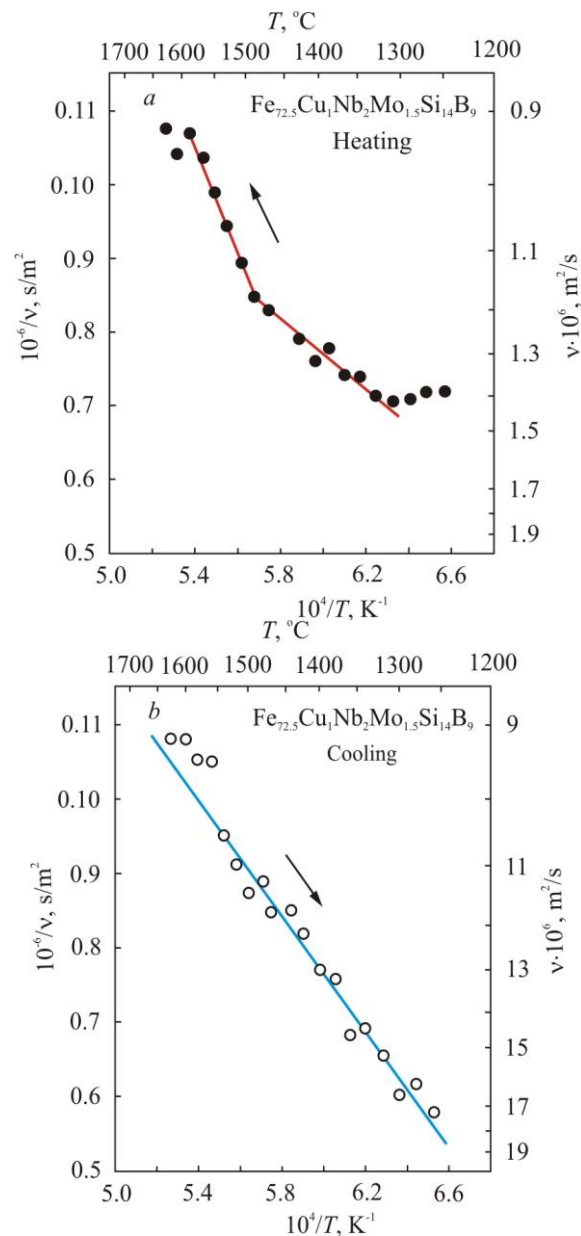 T, °C
1700 1600 1500 1400 1300 1200
a
Fe72.5Cu1Nb2Mo1.5Si14B9
Heating
0.11
0.10
0.9
0.8
0.7
0.6
0.5
10⁻⁶/ν, s/m²
0.9
1.1
1.3
1.5
1.7
1.9
ν·10⁶, m²/s
5.0 5.4 5.8 6.2 6.6
10⁴/T, K⁻¹
T, °C
1700 1600 1500 1400 1300 1200
b
Fe72.5Cu1Nb2Mo1.5Si14B9
Cooling
0.11
0.10
0.9
0.8
0.7
0.6
0.5
10⁻⁶/ν, s/m²
9
11
13
15
17
19
ν·10⁶, m²/s
5.0 5.4 5.8 6.2 6.6
10⁴/T, K⁻¹